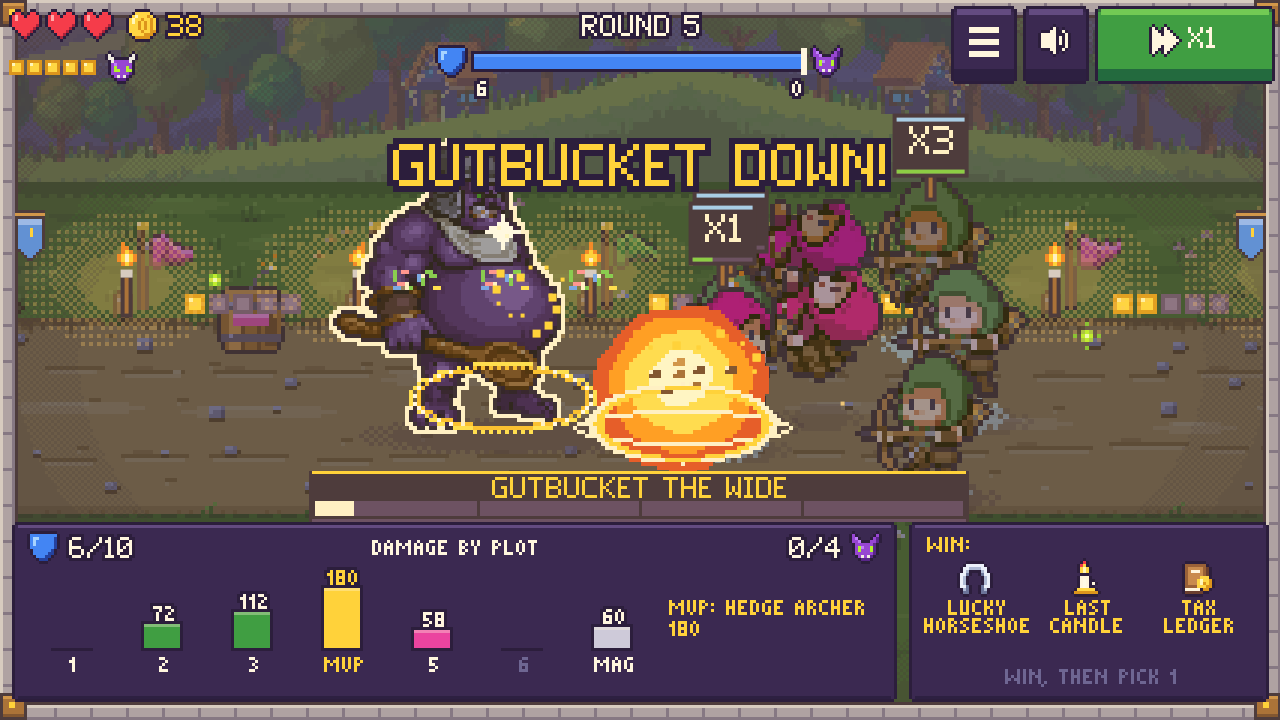 38
ROUND 5
X1
6
0
GUTBUCKET DOWN!
X3
X1
GUTBUCKET THE WIDE
6/10
DAMAGE BY PLOT
0/4
72
112
180
58
60
1
2
3
MVP
5
6
MAG
MVP: HEDGE ARCHER
180
WIN:
LUCKY HORSESHOE
LAST CANDLE
TAX LEDGER
WIN, THEN PICK 1